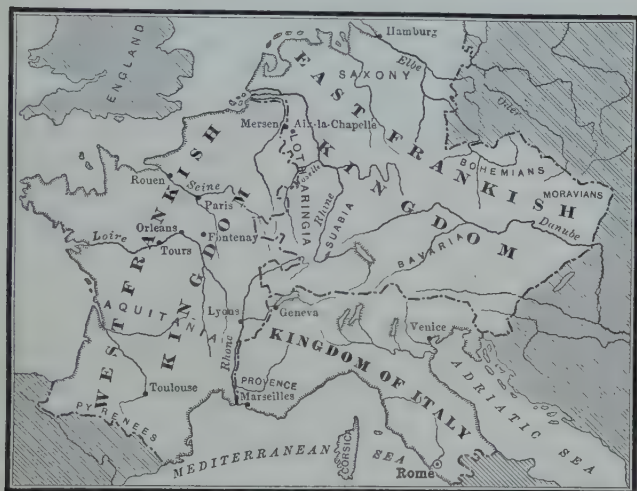 Hamburg
ENGLAND
Elbe
SAXONY
Oder
EAST FRANKISH KINGDOM
Mersen
Aix-la-Chapelle
LOTHARINGIA
Moselle
BOHEMIANS
MORAVIANS
Rouen
Seine
Paris
Rhine
SUABIA
Danube
Orleans
Fontenay
Loire
Tours
BAVARIA
WEST FRANKISH KINGDOM
AQUITAN
Lyons
Geneva
Venice
Rhone
KINGDOM OF ITALY
ADRIATIC SEA
Toulouse
PROVENCE
Marseilles
PYRENEES
MEDITERRANEAN SEA
CORSICA
Rome